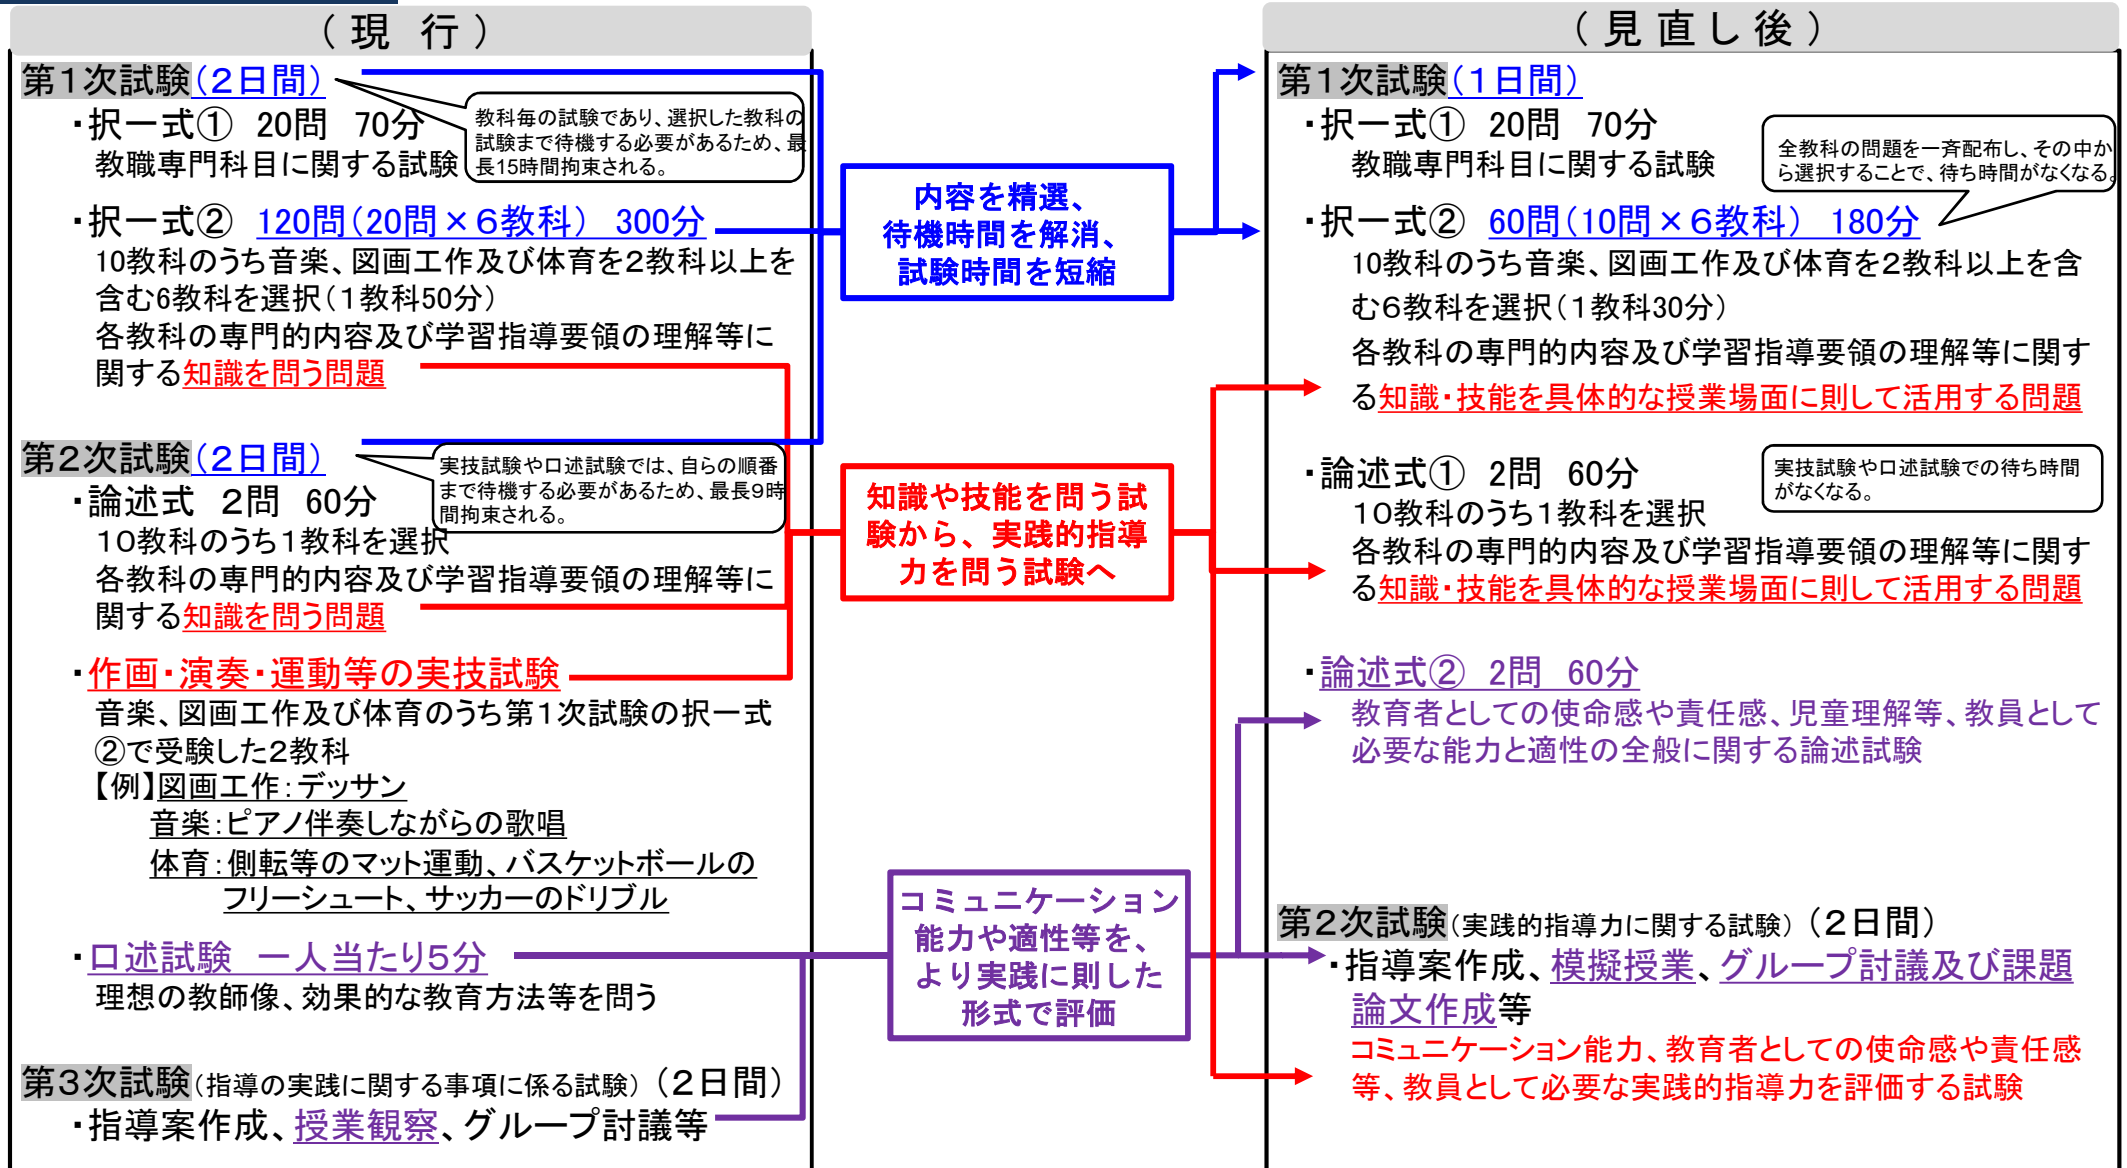 （現　行）
第１次試験（２日間）
教科毎の試験であり、選択した教科の
試験まで待機する必要があるため、最
長15時間拘束される。
・択一式①　20問　70分
教職専門科目に関する試験
・択一式②　120問（20問×６教科）　300分
10教科のうち音楽、図画工作及び体育を２教科以上を
含む6教科を選択（１教科50分）
各教科の専門的内容及び学習指導要領の理解等に
関する知識を問う問題
第２次試験（２日間）
実技試験や口述試験では、自らの順番
まで待機する必要があるため、最長９時
間拘束される。
・論述式　２問　60分
１０教科のうち１教科を選択
各教科の専門的内容及び学習指導要領の理解等に
関する知識を問う問題
・作画・演奏・運動等の実技試験
音楽、図画工作及び体育のうち第１次試験の択一式
②で受験した２教科
【例】図画工作：デッサン
音楽：ピアノ伴奏しながらの歌唱
体育：側転等のマット運動、バスケットボールの
フリーシュート、サッカーのドリブル
・口述試験　一人当たり5分
理想の教師像、効果的な教育方法等を問う
第３次試験（指導の実践に関する事項に係る試験）（２日間）
・指導案作成、授業観察、グループ討議等
内容を精選、
待機時間を解消、
試験時間を短縮
知識や技能を問う試
験から、実践的指導
力を問う試験へ
コミュニケーション
能力や適性等を、
より実践に則した
形式で評価
（見直し後）
第１次試験（１日間）
・択一式①　20問　70分
教職専門科目に関する試験
全教科の問題を一斉配布し、その中か
ら選択することで、待ち時間がなくなる。
・択一式②　60問（10問×６教科）　180分
10教科のうち音楽、図画工作及び体育を２教科以上を含
む６教科を選択（１教科30分）
各教科の専門的内容及び学習指導要領の理解等に関す
る知識・技能を具体的な授業場面に則して活用する問題
・論述式①　2問　60分
実技試験や口述試験での待ち時間
がなくなる。
１０教科のうち１教科を選択
各教科の専門的内容及び学習指導要領の理解等に関す
る知識・技能を具体的な授業場面に則して活用する問題
・論述式②　2問　60分
教育者としての使命感や責任感、児童理解等、教員として
必要な能力と適性の全般に関する論述試験
第２次試験（実践的指導力に関する試験）（２日間）
・指導案作成、模擬授業、グループ討議及び課題
論文作成等
コミュニケーション能力、教育者としての使命感や責任感
等、教員として必要な実践的指導力を評価する試験